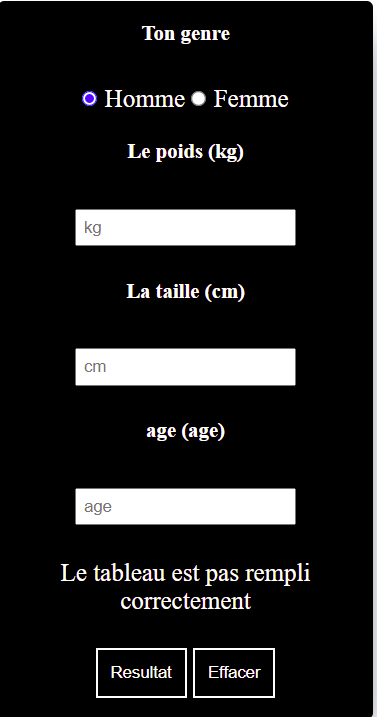 Ton genre
Homme Femme
Le poids (kg)
kg
La taille (cm)
cm
age (age)
age
Le tableau est pas rempli
correctement
Resultat Effacer